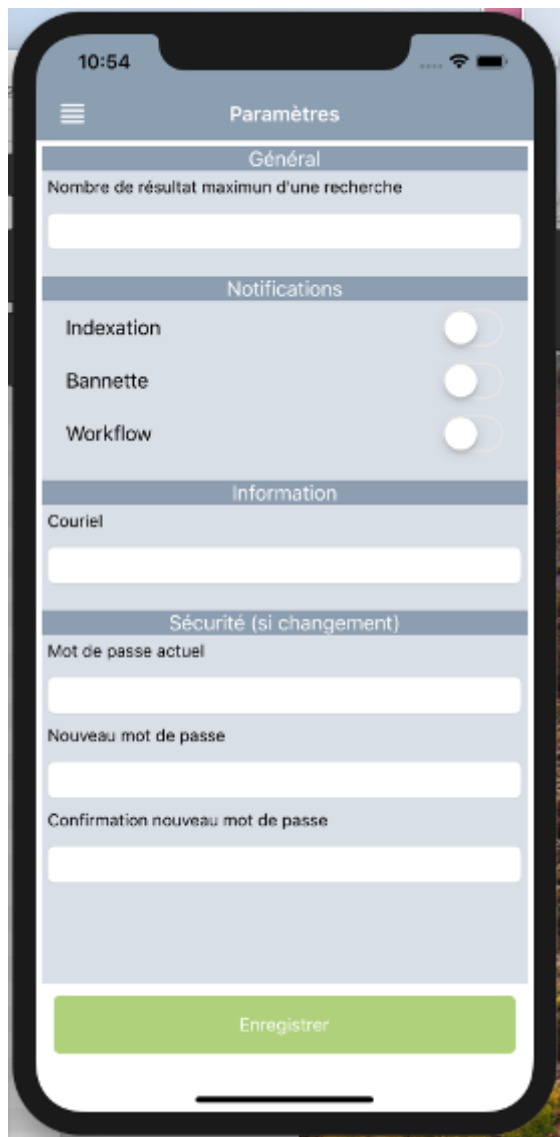 10:54
Paramètres
Général
Nombre de résultat maximun d'une recherche
Notifications
Indexation
Bannette
Workflow
Information
Couriel
Sécurité (si changement)
Mot de passe actuel
Nouveau mot de passe
Confirmation nouveau mot de passe
Enregistrer